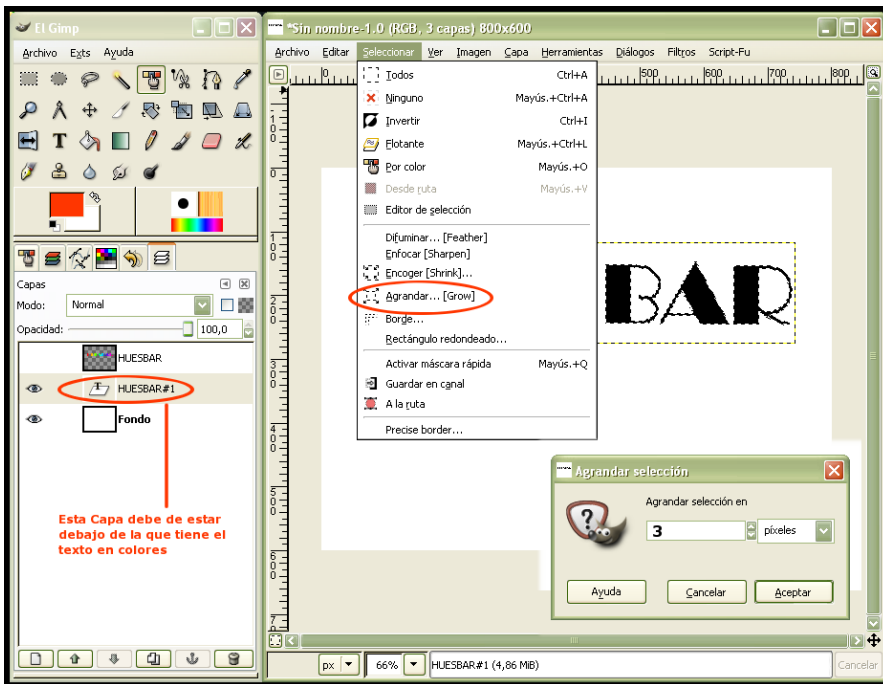 El Gimp
Archivo Exts Ayuda
Capas
Modo: Normal
Opacidad: 100,0
HUESBAR
HUESBAR#1
Fondo
Esta Capa debe de estar
debajo de la que tiene el
texto en colores
*Sin nombre-1.0 (RGB, 3 capas) 800x600
Archivo Editar Seleccionar Ver Imagen Capa Herramientas Diálogos Filtros Script-Fu
0 500 600 700 800
Todos Ctrl+A
Ninguno Mayús.+Ctrl+A
Invertir Ctrl+I
Flotante Mayús.+Ctrl+L
Por color Mayús.+O
Desde ruta Mayús.+V
Editor de selección
Difuminar... [Feather]
Enfocar [Sharpen]
Encoger [Shrink]...
Agrandar... [Grow]
Borde...
Rectángulo redondeado...
Activar máscara rápida Mayús.+Q
Guardar en canal
A la ruta
Precise border...
BAR
Agrandar selección
Agrandar selección en
3 píxeles
Ayuda Cancelar Aceptar
px 66% HUESBAR#1 (4,86 MiB) Cancelar